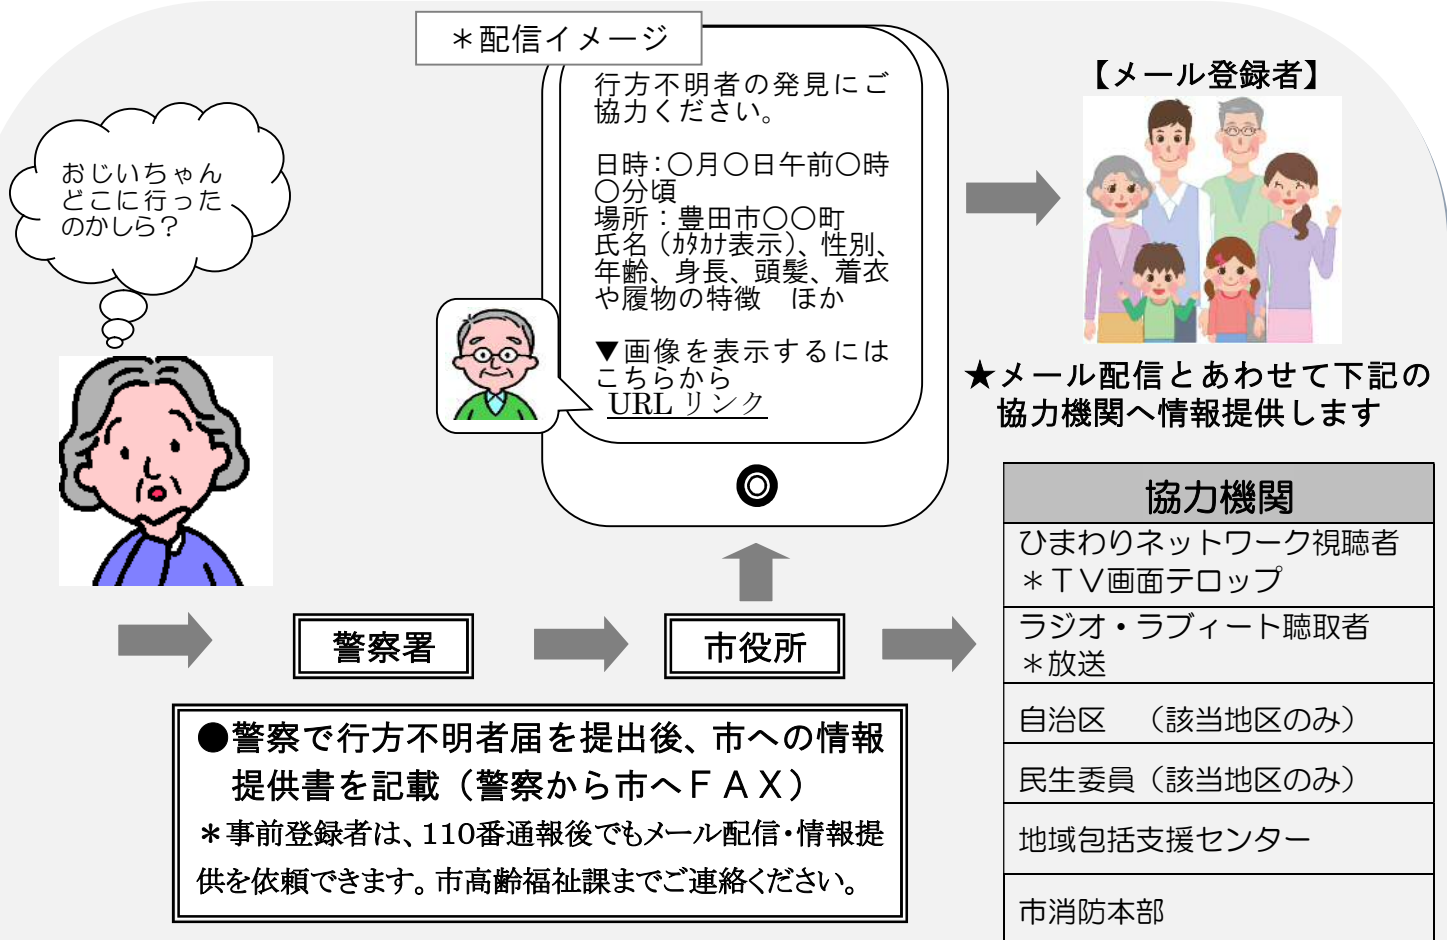 ＊配信イメージ
行方不明者の発見にご
協力ください。
日時：〇月〇日午前〇時
〇分頃
場所：豊田市〇〇町
氏名（ｶﾀｶﾅ表示）、性別、
年齢、身長、頭髪、着衣
や履物の特徴　ほか
▼画像を表示するには
こちらから
URL リンク
【メール登録者】
おじいちゃん
どこに行った
のかしら？
★メール配信とあわせて下記の
協力機関へ情報提供します
警察署
市役所
●警察で行方不明者届を提出後、市への情報
提供書を記載（警察から市へＦＡＸ）
＊事前登録者は、110番通報後でもメール配信・情報提
供を依頼できます。市高齢福祉課までご連絡ください。
協力機関
ひまわりネットワーク視聴者
＊ＴＶ画面テロップ
ラジオ・ラブィート聴取者
＊放送
自治区　（該当地区のみ）
民生委員（該当地区のみ）
地域包括支援センター
市消防本部